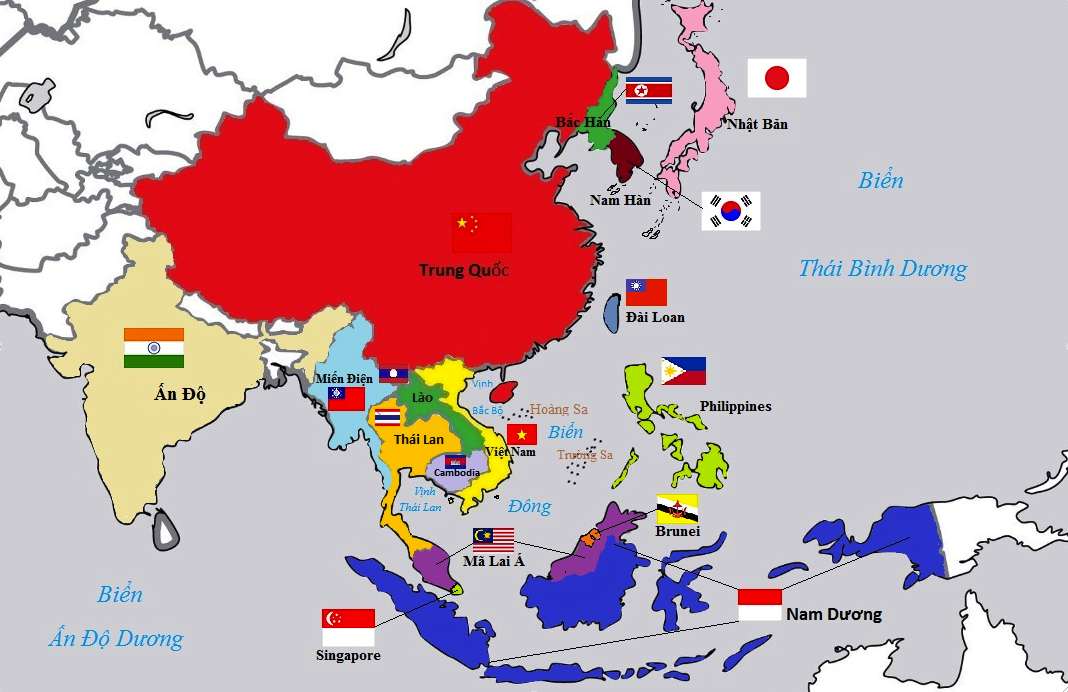 Bắc Hàn
Nhật Bản
Biển
Nam Hàn
Thái Bình Dương
Trung Quốc
Đài Loan
Miến Điện
Vịnh
Ấn Độ
Lào
Philippines
Bắc Bộ
Hoàng Sa
Thái Lan
Biển
Việt Nam
Trường Sa
Cambodia
Vịnh
Thái Lan
Đông
Brunei
Mã Lai Á
Biển
Nam Dương
Ấn Độ Dương
Singapore